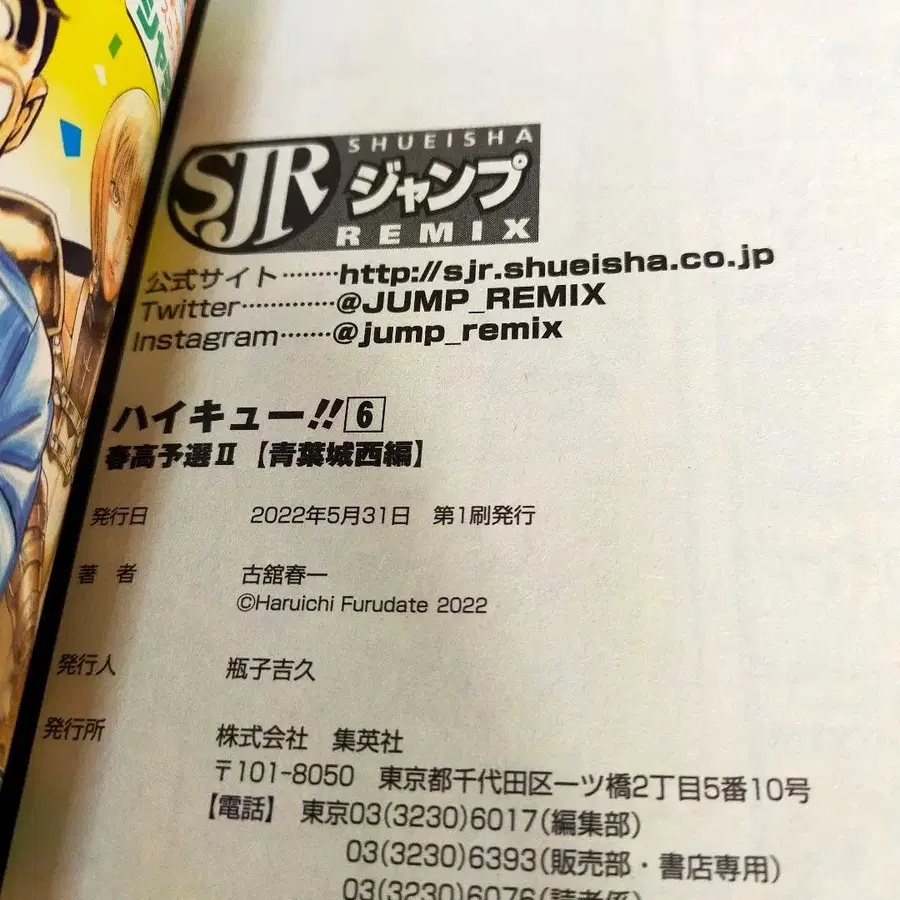 SJR
SHUEISHA
ジャンプ
REMIX
公式サイト········http://sjr.shueisha.co.jp
Twitter·············@JUMP_REMIX
Instagram·······@jump_remix
ハイキュー!! 6
春高予選Ⅱ【青葉城西編】
発行日 2022年5月31日 第1刷発行
著者 古舘春一
©Haruichi Furudate 2022
発行人 瓶子吉久
発行所 株式会社 集英社
〒101-8050 東京都千代田区一ツ橋2丁目5番10号
【電話】 東京03(3230)6017(編集部)
03(3230)6393(販売部・書店専用)
03(3230)6076(読者係)